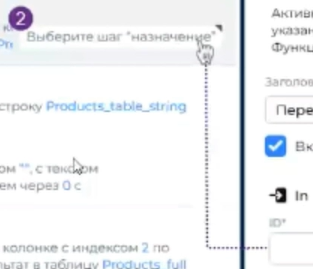 2
Выберите шаг "назначение"
строку Products_table_string
ом "", с текстом
ем через 0 с
колонке с индексом 2 по
ьтат в таблицу Products_full
Актив
указан
Функц
Заголов
Пере
Вк
In
ID*